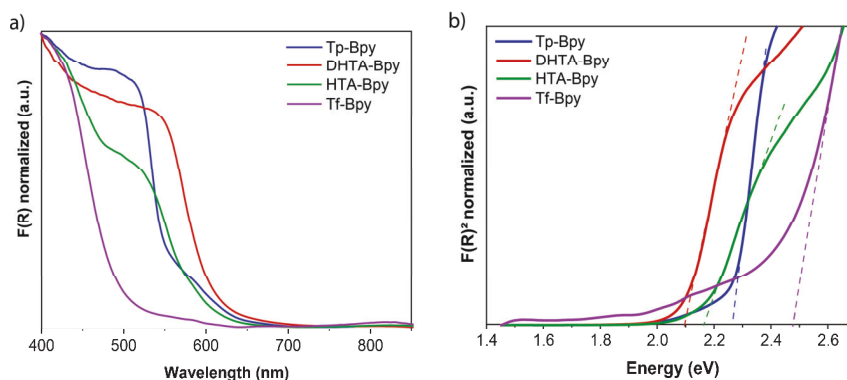 a)
F(R) normalized (a.u.)
Tp-Bpy
DHTA-Bpy
HTA-Bpy
Tf-Bpy
400 500 600 700 800
Wavelength (nm)
b)
F(R)² normalized (a.u.)
Tp-Bpy
DHTA-Bpy
HTA-Bpy
Tf-Bpy
1.4 1.6 1.8 2.0 2.2 2.4 2.6
Energy (eV)